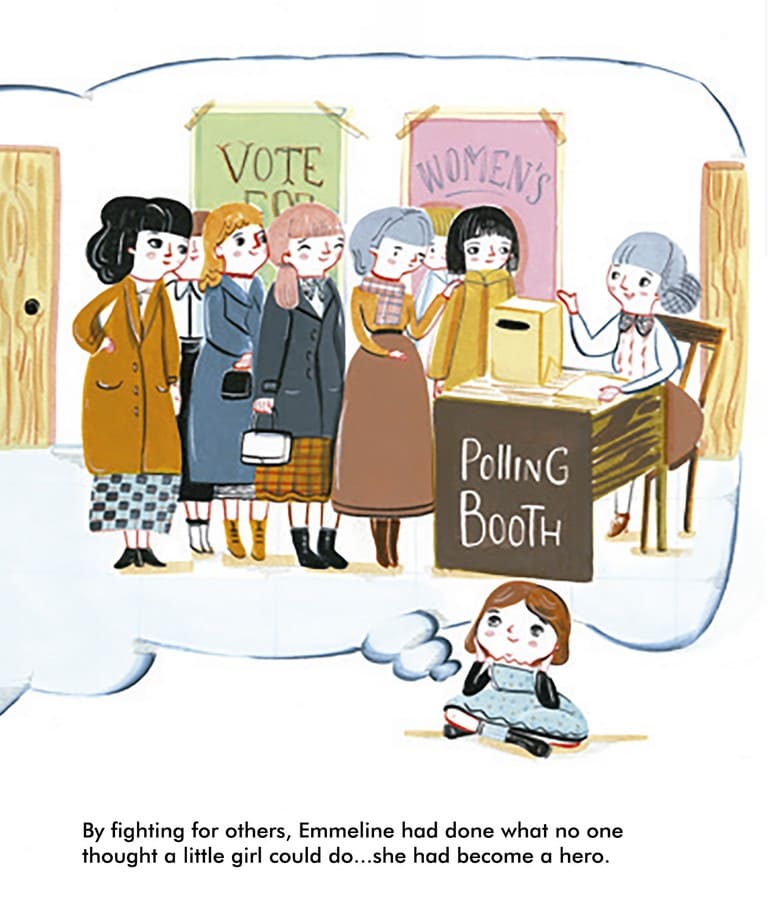 VOTE
FOR
WOMEN'S
POLLING
BOOTH
By fighting for others, Emmeline had done what no one
thought a little girl could do...she had become a hero.